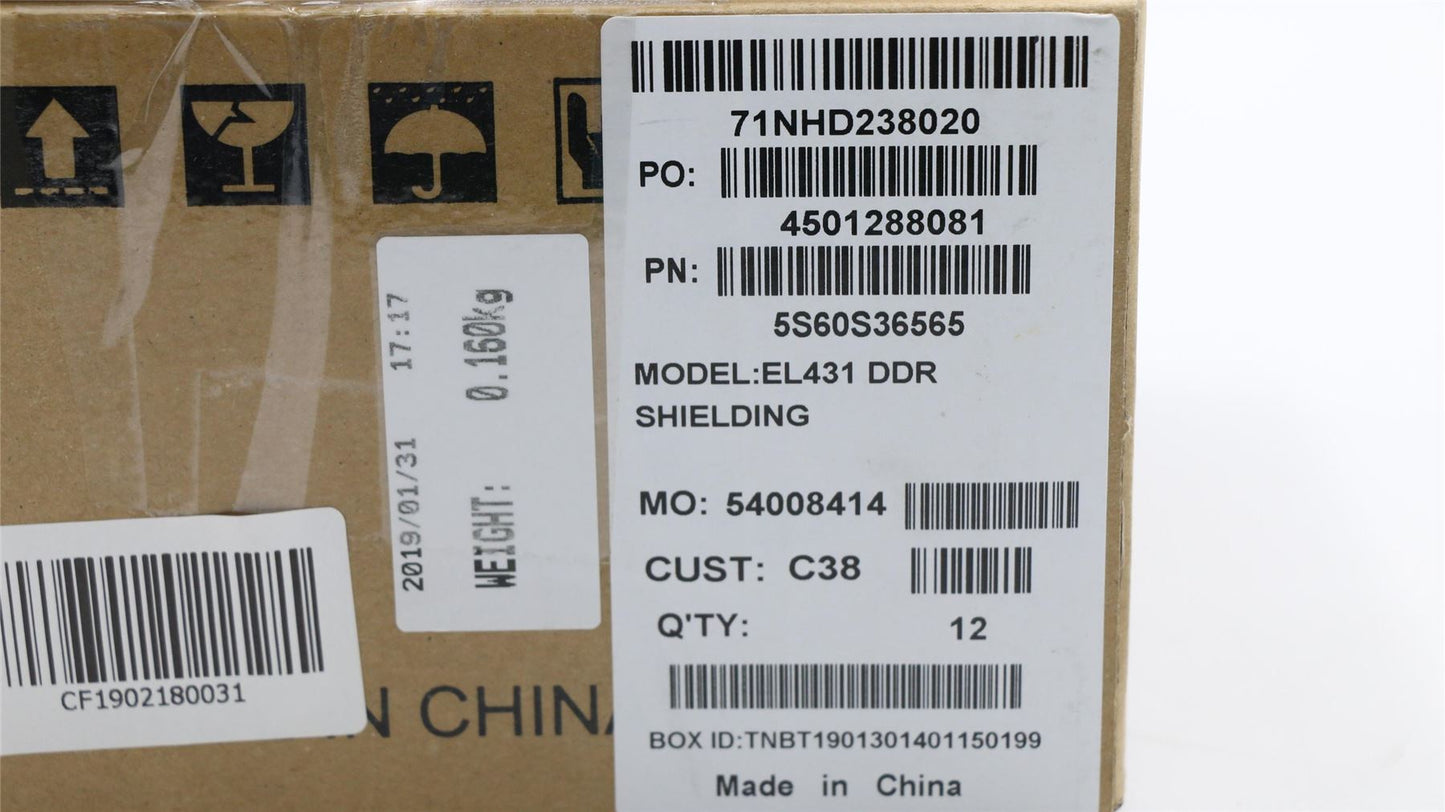 71NHD238020
PO:
4501288081
PN:
5S60S36565
MODEL:EL431 DDR
SHIELDING
MO: 54008414
CUST: C38
Q'TY: 12
BOX ID:TNBT1901301401150199
Made in China
2019/01/31 17:17
WEIGHT: 0.160kg
CF1902180031
IN CHINA